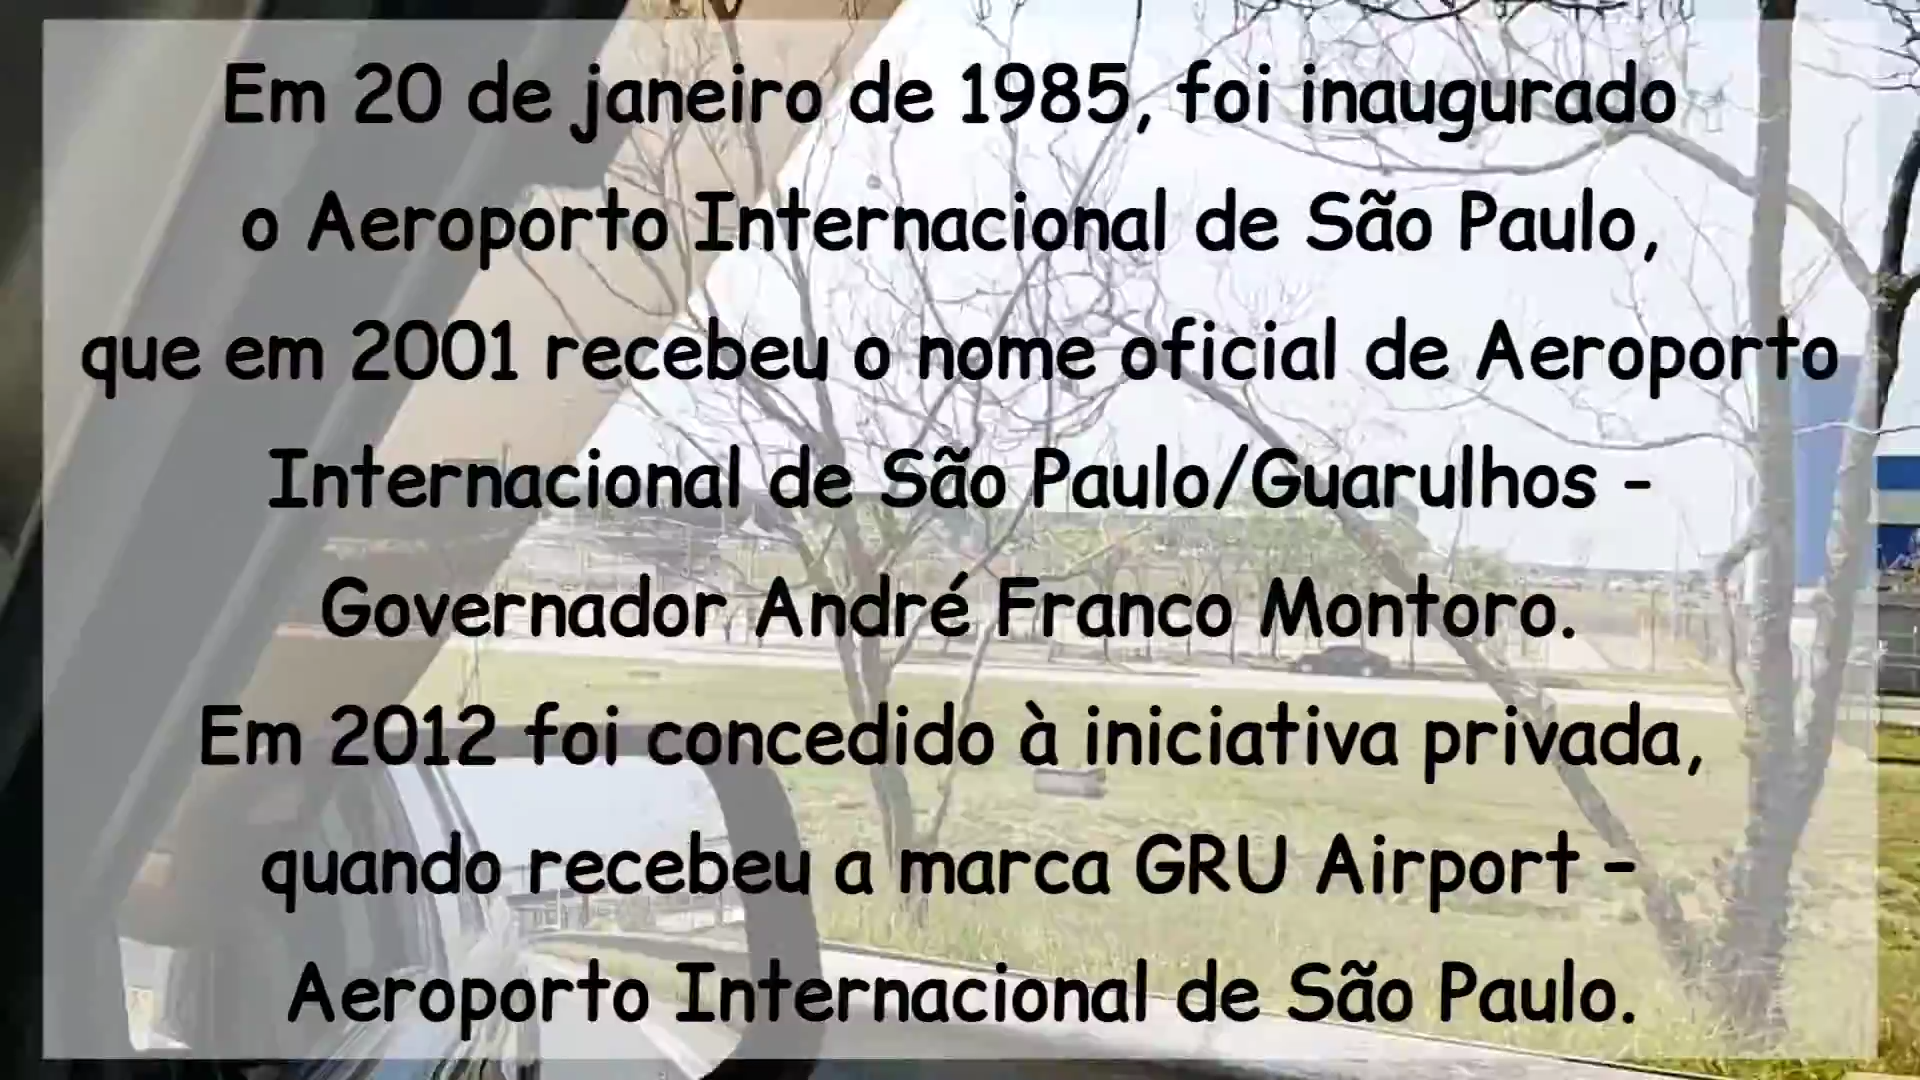 Em 20 de janeiro de 1985, foi inaugurado
o Aeroporto Internacional de São Paulo,
que em 2001 recebeu o nome oficial de Aeroporto
Internacional de São Paulo/Guarulhos -
Governador André Franco Montoro.
Em 2012 foi concedido à iniciativa privada,
quando recebeu a marca GRU Airport –
Aeroporto Internacional de São Paulo.